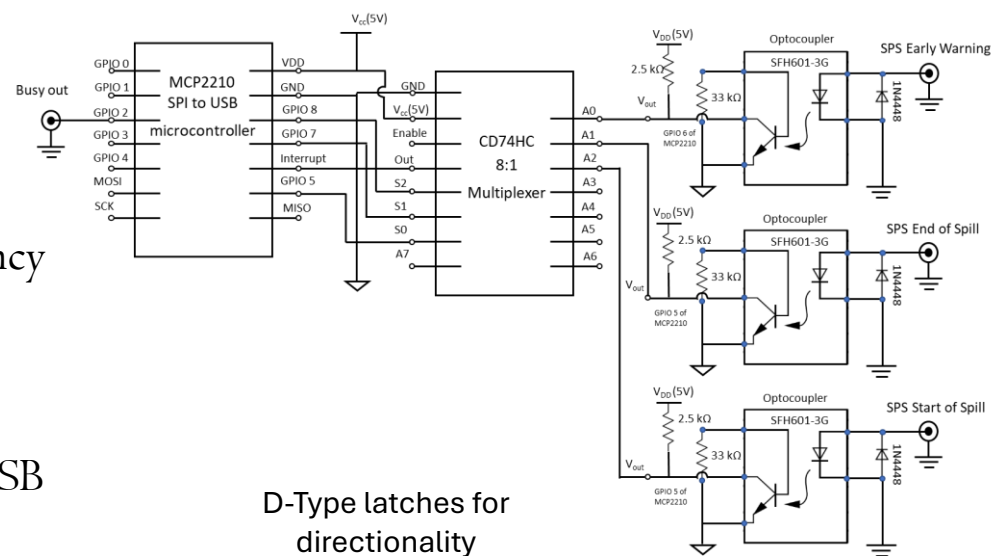 V_cc(5V)
GPIO 0
GPIO 1
GPIO 2
GPIO 3
GPIO 4
MOSI
SCK
Busy out
MCP2210
SPI to USB
microcontroller
VDD
GND
GPIO 8
GPIO 7
Interrupt
GPIO 5
MISO
GND
V_cc(5V)
Enable
Out
S2
S1
S0
A7
CD74HC
8:1
Multiplexer
A0
A1
A2
A3
A4
A5
A6
V_DD(5V)
2.5 kΩ
V_out
GPIO 6 of
MCP2210
33 kΩ
Optocoupler
SFH601-3G
1N4448
SPS Early Warning
V_DD(5V)
2.5 kΩ
V_out
GPIO 5 of
MCP2210
33 kΩ
Optocoupler
SFH601-3G
1N4448
SPS End of Spill
V_DD(5V)
2.5 kΩ
V_out
GPIO 5 of
MCP2210
33 kΩ
Optocoupler
SFH601-3G
1N4448
SPS Start of Spill
D-Type latches for
directionality